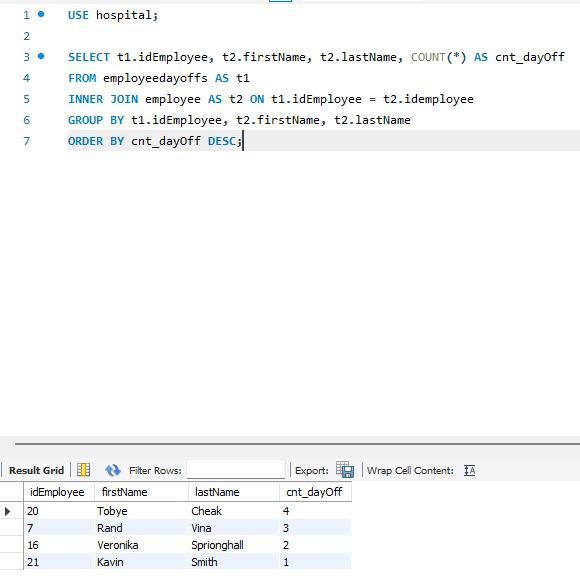 1 USE hospital;
2
3 SELECT t1.idEmployee, t2.firstName, t2.lastName, COUNT(*) AS cnt_dayOff
4 FROM employeedayoffs AS t1
5 INNER JOIN employee AS t2 ON t1.idEmployee = t2.idemployee
6 GROUP BY t1.idEmployee, t2.firstName, t2.lastName
7 ORDER BY cnt_dayOff DESC;
Result Grid Filter Rows: Export: Wrap Cell Content: IA
idEmployee firstName lastName cnt_dayOff
20 Tobye Cheak 4
7 Rand Vina 3
16 Veronika Sprionghall 2
21 Kavin Smith 1